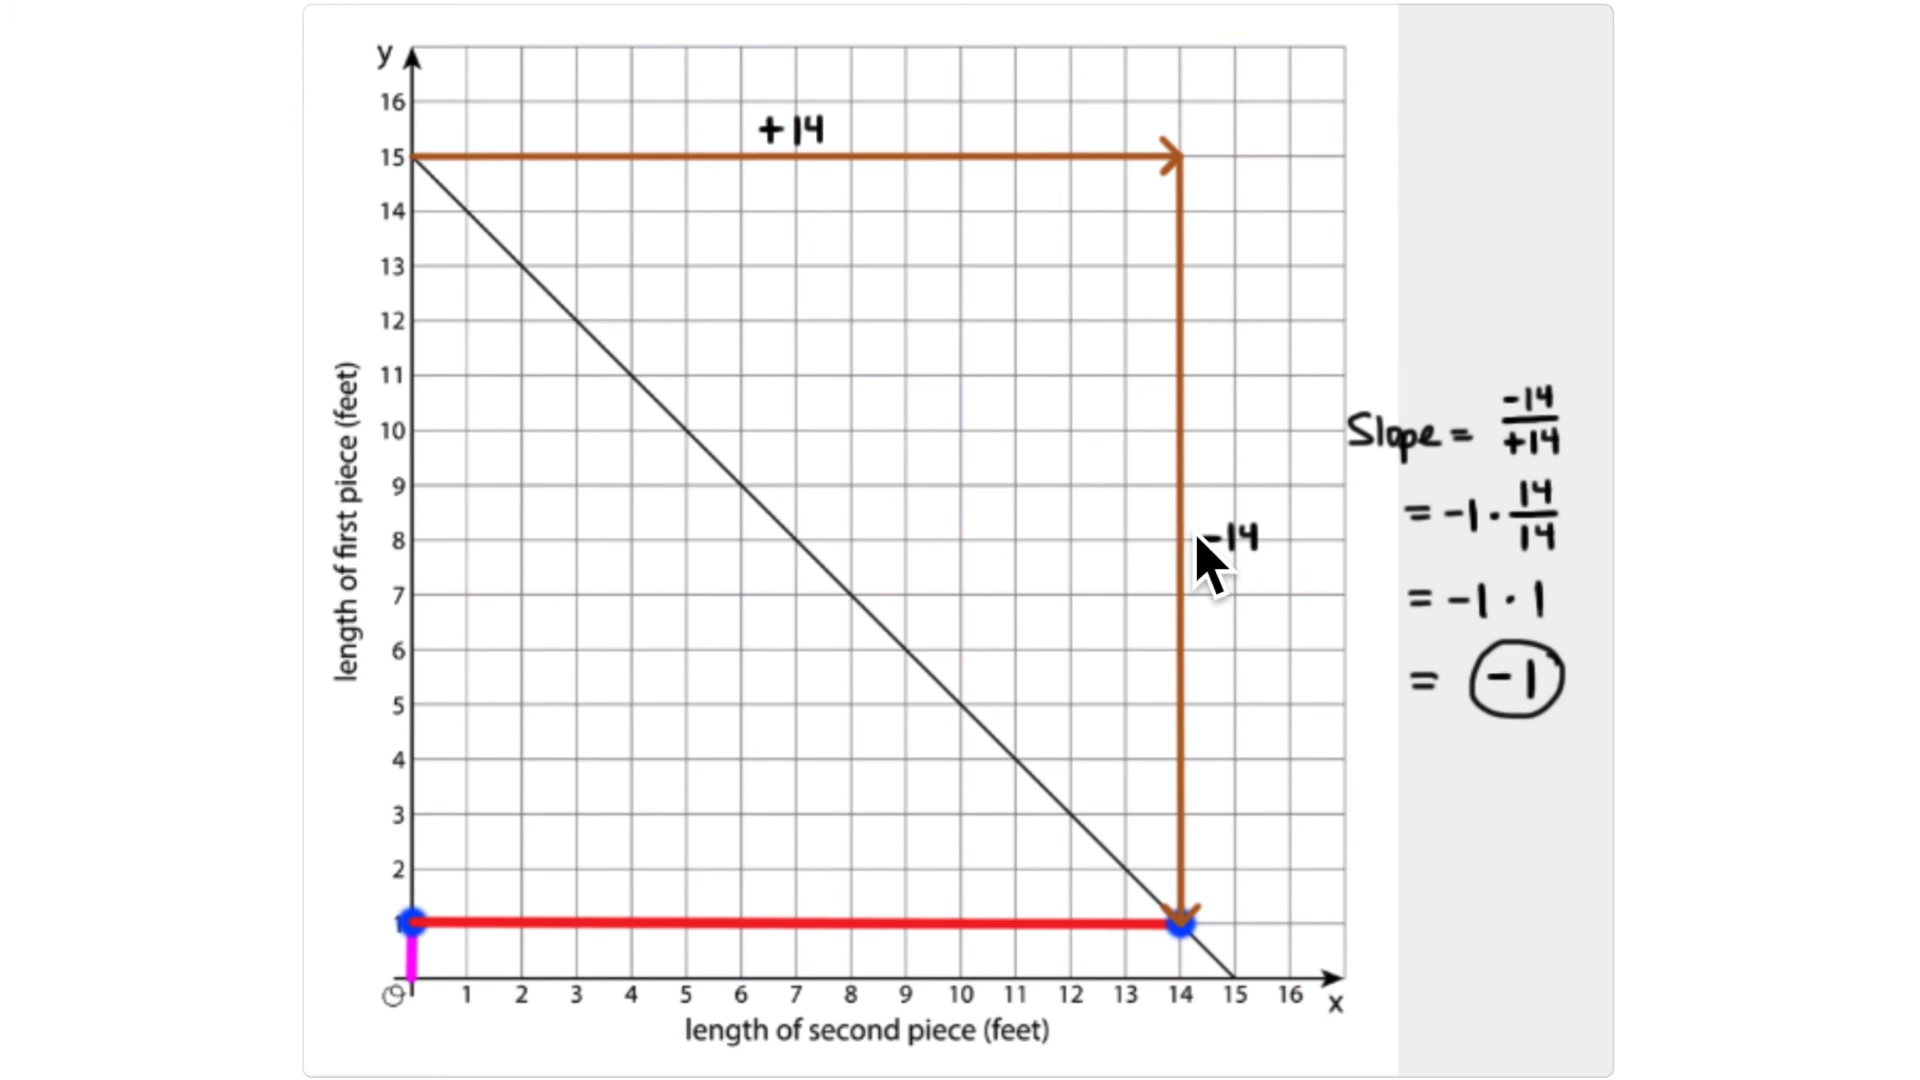 y
16
+14
15
14
13
12
11
10
9
8
7
6
5
4
3
2
1
length of first piece (feet)
-14
Slope = -14/+14
= -1 · 14/14
= -1 · 1
= -1
0 1 2 3 4 5 6 7 8 9 10 11 12 13 14 15 16
x
length of second piece (feet)